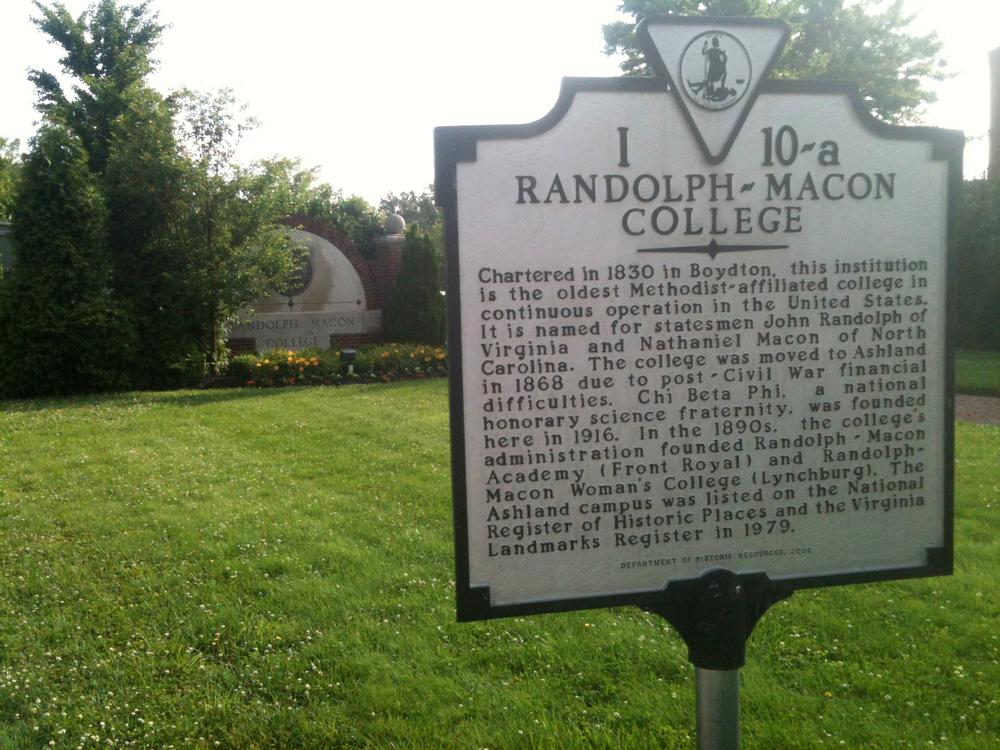 I 10-a
RANDOLPH-MACON
COLLEGE
Chartered in 1830 in Boydton, this institution
is the oldest Methodist-affiliated college in
continuous operation in the United States.
It is named for statesmen John Randolph of
Virginia and Nathaniel Macon of North
Carolina. The college was moved to Ashland
in 1868 due to post-Civil War financial
difficulties. Chi Beta Phi, a national
honorary science fraternity, was founded
here in 1916. In the 1890s, the college's
administration founded Randolph-Macon
Academy (Front Royal) and Randolph-
Macon Woman's College (Lynchburg). The
Ashland campus was listed on the National
Register of Historic Places and the Virginia
Landmarks Register in 1979.
DEPARTMENT OF HISTORIC RESOURCES, 2000
RANDOLPH-MACON
COLLEGE